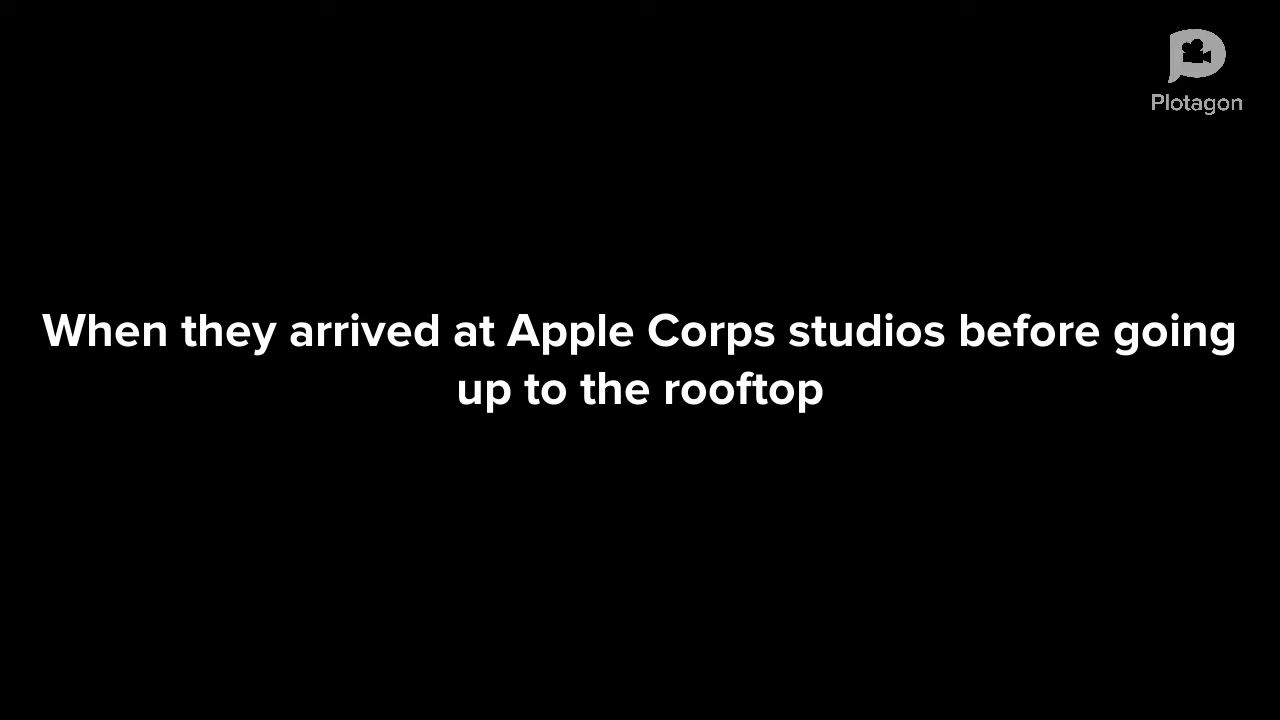 Plotagon
When they arrived at Apple Corps studios before going
up to the rooftop